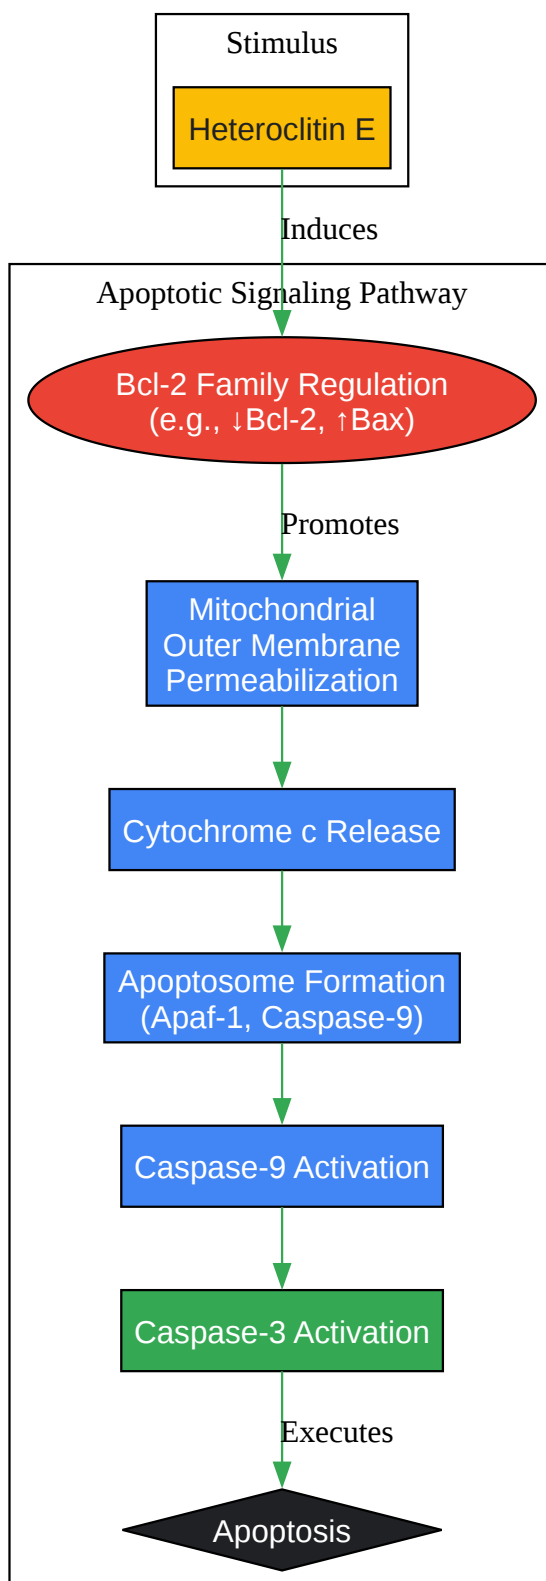 Stimulus
Heteroclitin E
Induces
Apoptotic Signaling Pathway
Bcl-2 Family Regulation
(e.g., ↓Bcl-2, ↑Bax)
Promotes
Mitochondrial
Outer Membrane
Permeabilization
Cytochrome c Release
Apoptosome Formation
(Apaf-1, Caspase-9)
Caspase-9 Activation
Caspase-3 Activation
Executes
Apoptosis